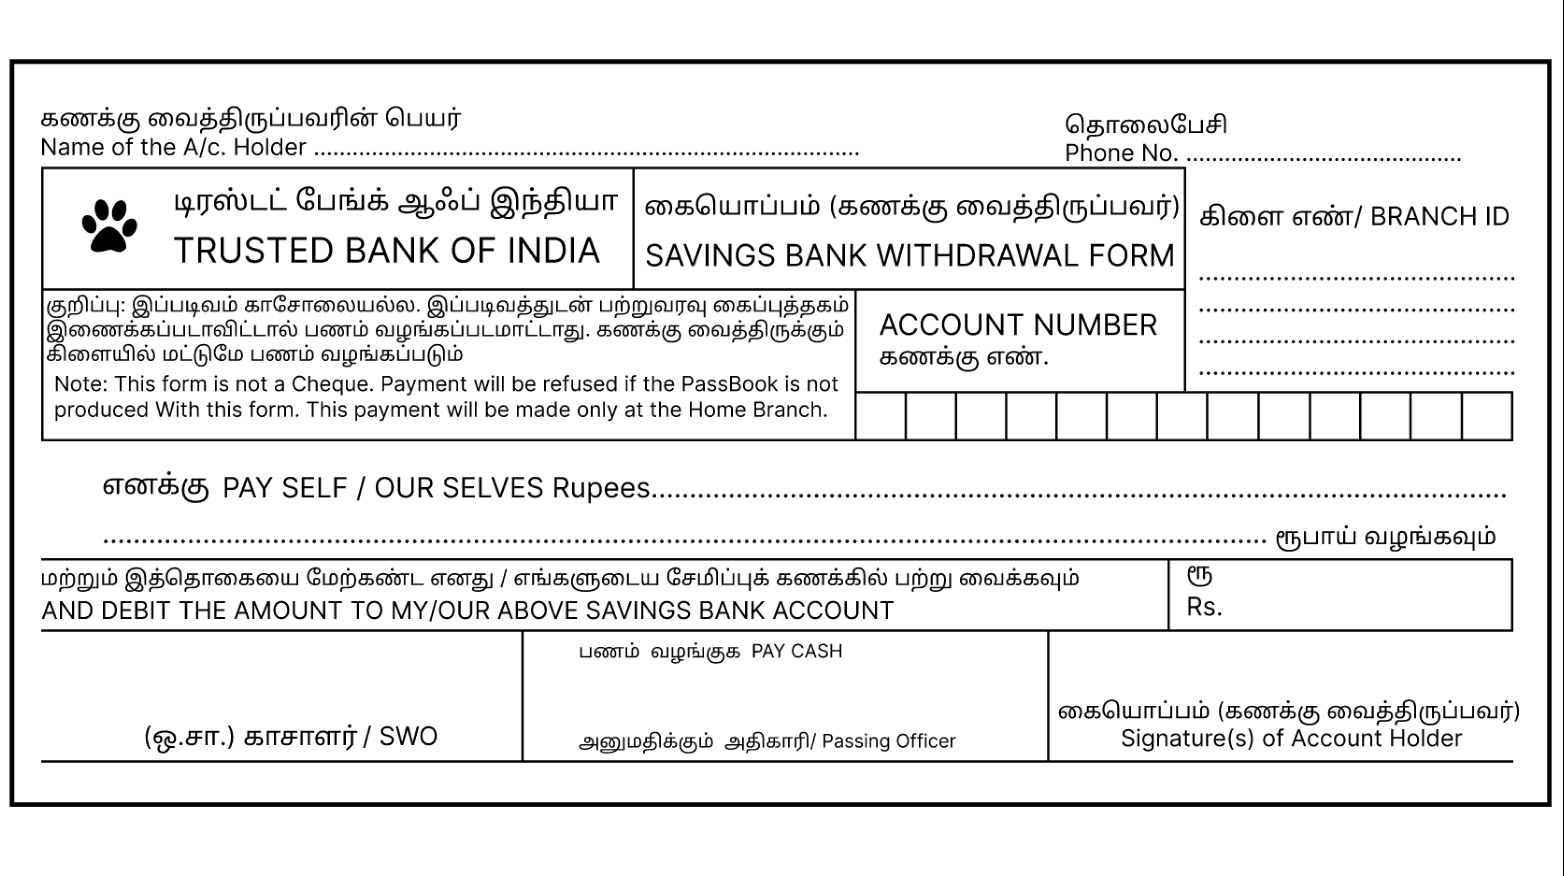 கணக்கு வைத்திருப்பவரின் பெயர்
Name of the A/c. Holder ......................................................................................
தொலைபேசி
Phone No. ............................................
டிரஸ்டட் பேங்க் ஆஃப் இந்தியா
TRUSTED BANK OF INDIA
கையொப்பம் (கணக்கு வைத்திருப்பவர்)
SAVINGS BANK WITHDRAWAL FORM
கிளை எண்/ BRANCH ID
..................................................
..................................................
..................................................
..................................................
குறிப்பு: இப்படிவம் காசோலையல்ல. இப்படிவத்துடன் பற்றுவரவு கைப்புத்தகம்
இணைக்கப்படாவிட்டால் பணம் வழங்கப்படமாட்டாது. கணக்கு வைத்திருக்கும்
கிளையில் மட்டுமே பணம் வழங்கப்படும்
Note: This form is not a Cheque. Payment will be refused if the PassBook is not
produced With this form. This payment will be made only at the Home Branch.
ACCOUNT NUMBER
கணக்கு எண்.
எனக்கு PAY SELF / OUR SELVES Rupees..............................................................................................................
...................................................................................................................................................... ரூபாய் வழங்கவும்
மற்றும் இத்தொகையை மேற்கண்ட எனது / எங்களுடைய சேமிப்புக் கணக்கில் பற்று வைக்கவும்
AND DEBIT THE AMOUNT TO MY/OUR ABOVE SAVINGS BANK ACCOUNT
ரூ
Rs.
(ஒ.சா.) காசாளர் / SWO
பணம் வழங்குக PAY CASH
அனுமதிக்கும் அதிகாரி/ Passing Officer
கையொப்பம் (கணக்கு வைத்திருப்பவர்)
Signature(s) of Account Holder